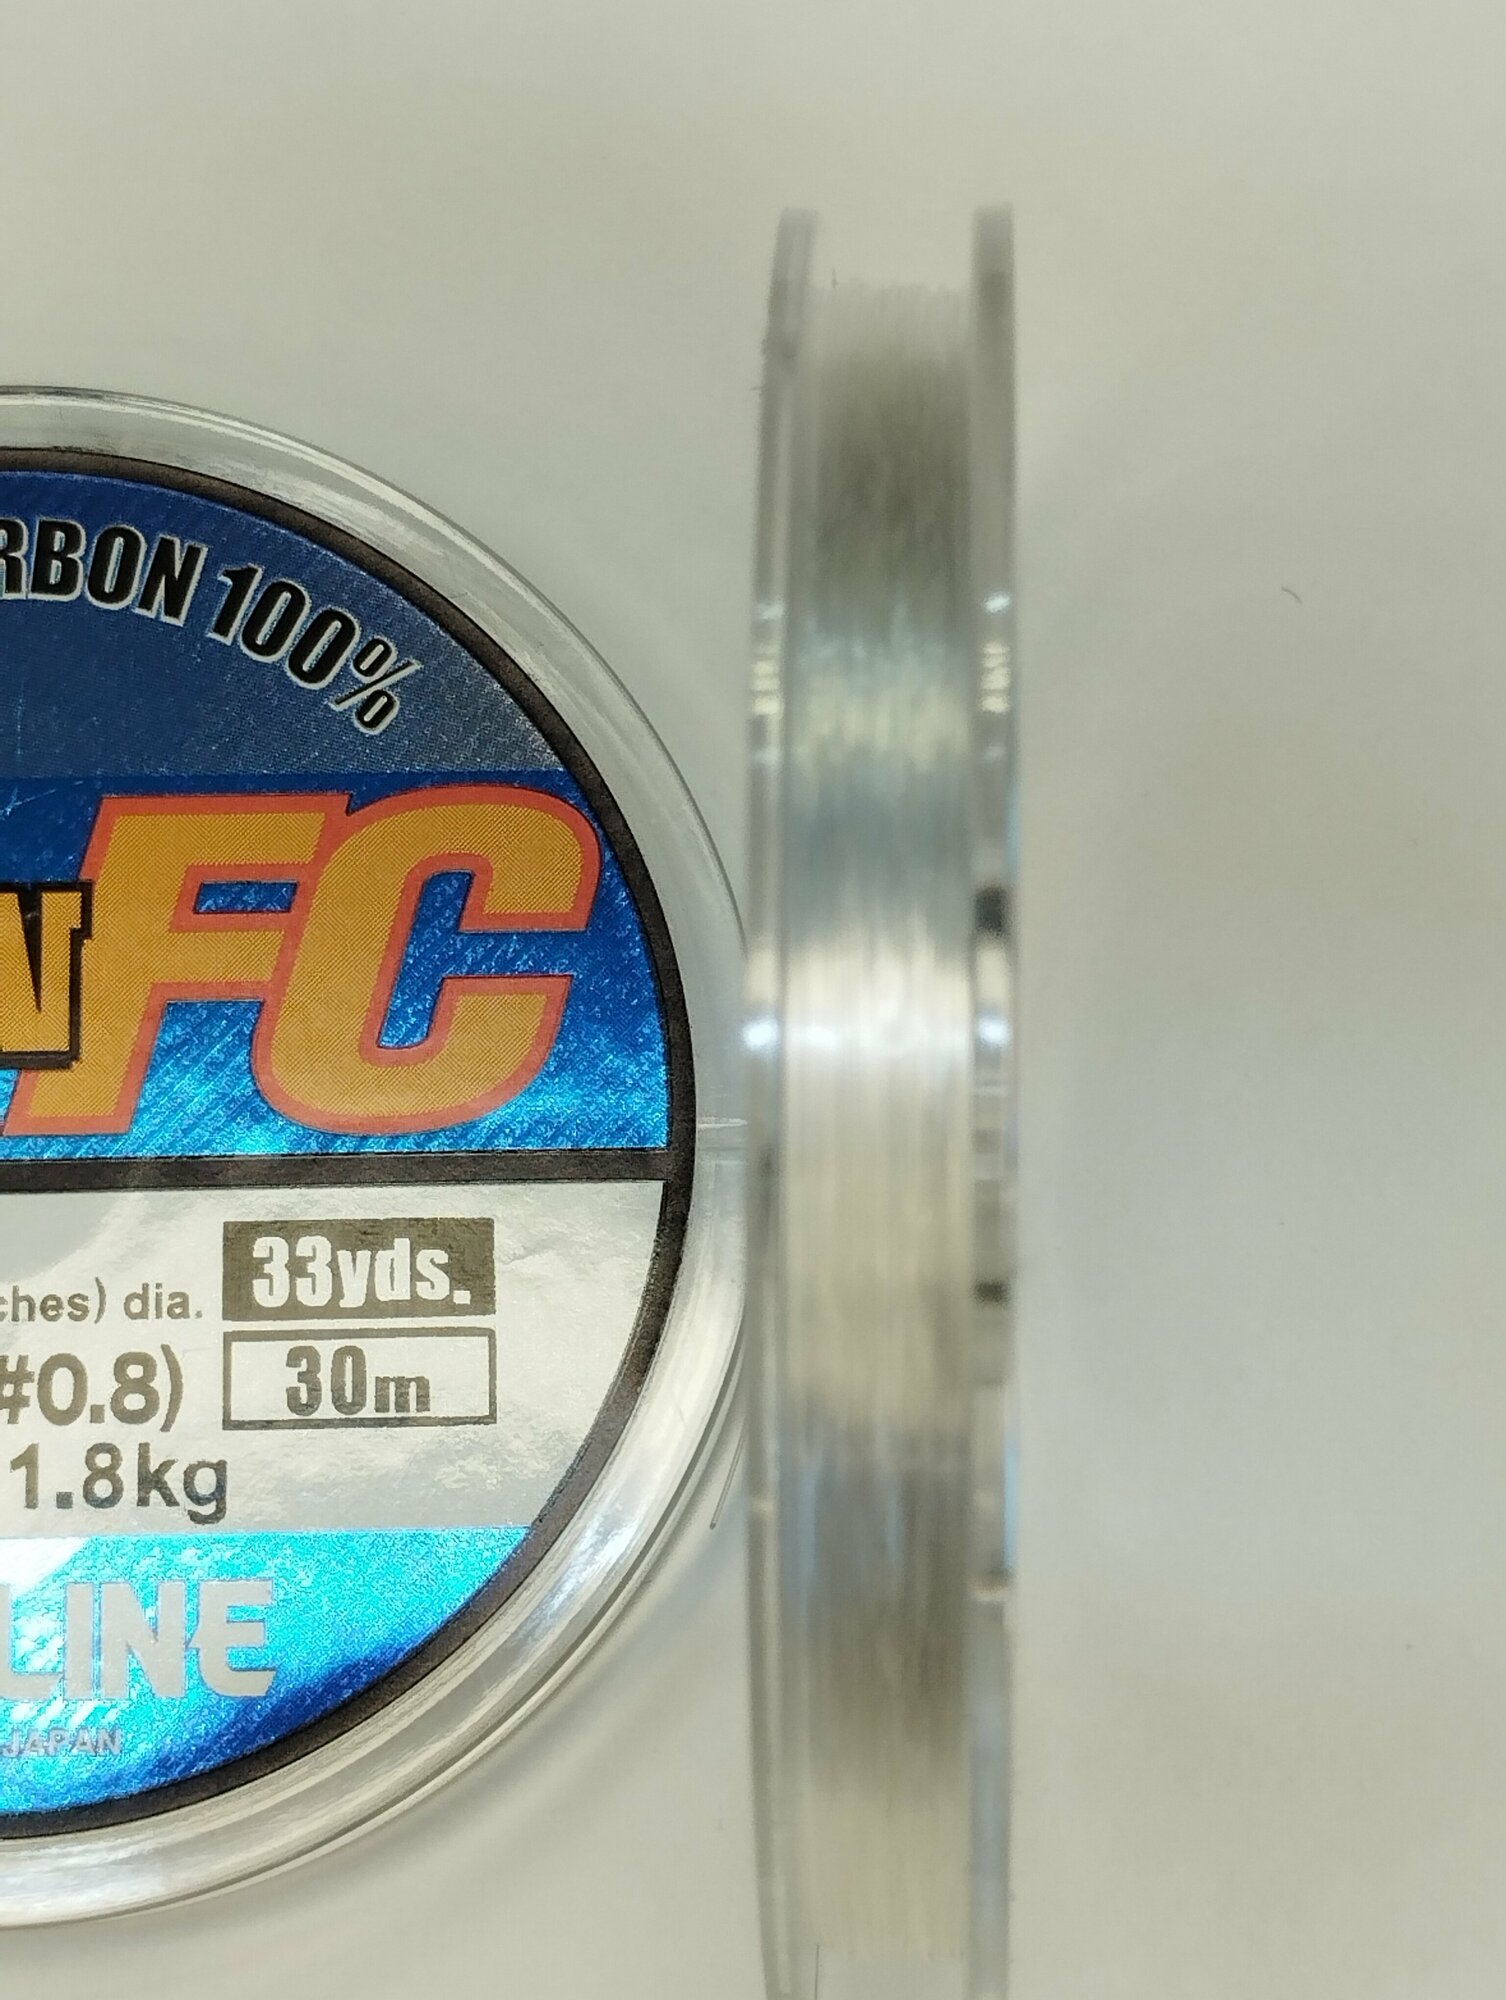 RBON 100%
N FC
ches) dia. 33yds.
#0.8) 30m
1.8kg
LINE
JAPAN